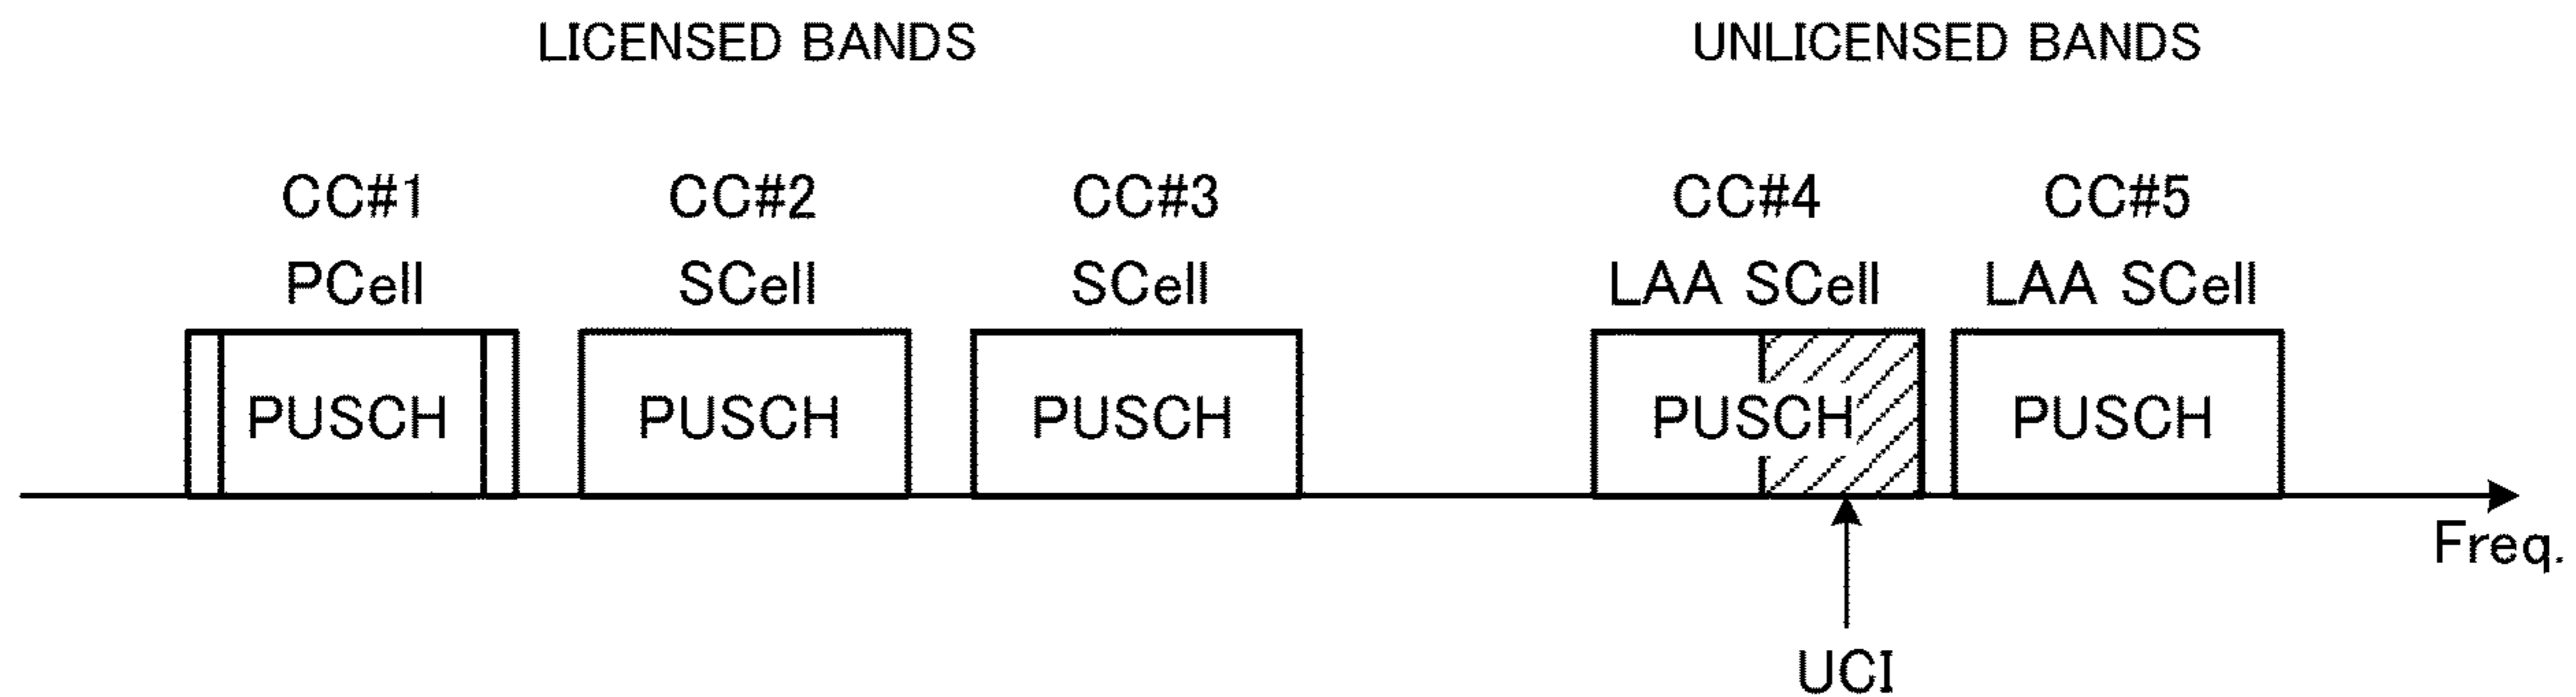 LICENSED BANDS
UNLICENSED BANDS
CC#1
PCell
CC#2
SCell
CC#3
SCell
CC#4
LAA SCell
CC#5
LAA SCell
PUSCH
PUSCH
PUSCH
PUSCH
PUSCH
Freq.
UCI